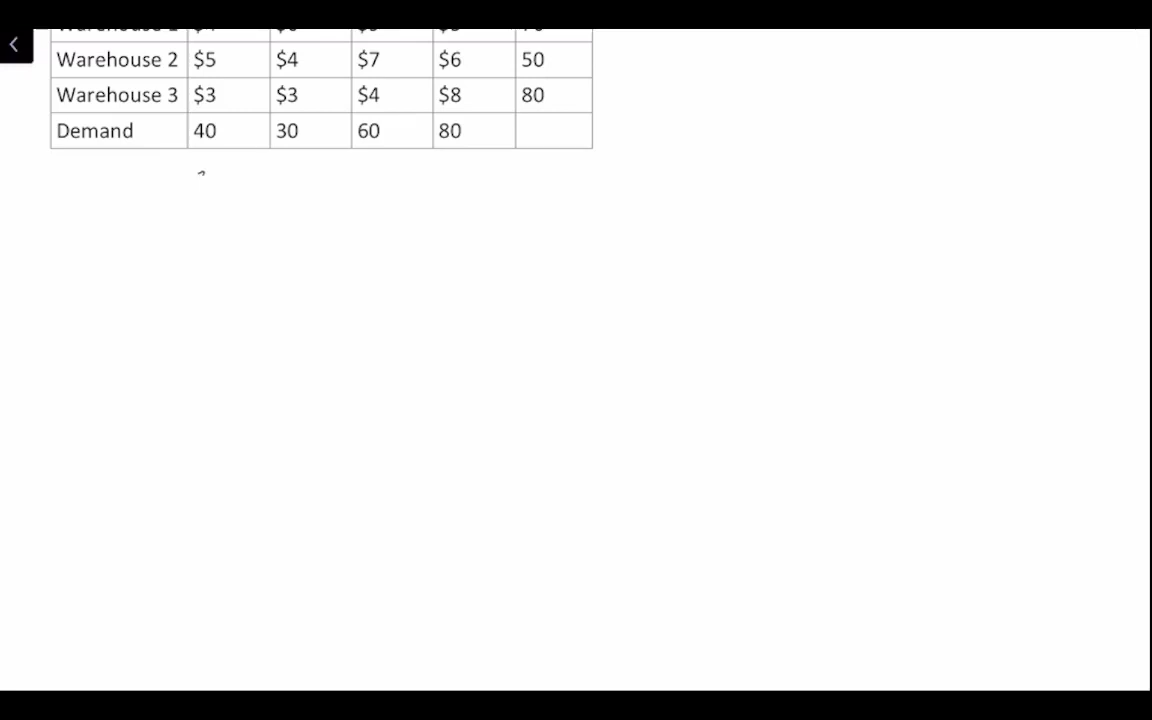 Warehouse 2 $5 $4 $7 $6 50
Warehouse 3 $3 $3 $4 $8 80
Demand 40 30 60 80